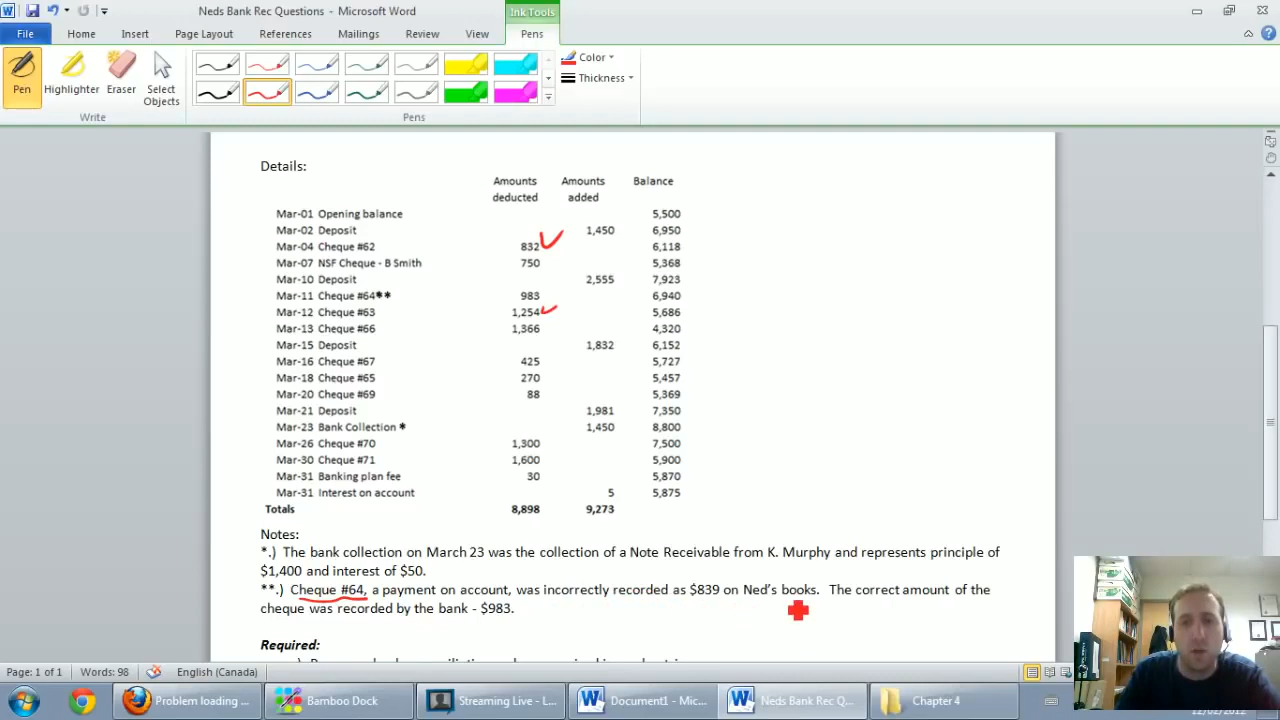 Neds Bank Rec Questions - Microsoft Word
Ink Tools
File Home Insert Page Layout References Mailings Review View Pens
Pen Highlighter Eraser Select Objects
Color
Thickness
Write Pens
Details:
Amounts deducted Amounts added Balance
Mar-01 Opening balance 5,500
Mar-02 Deposit 1,450 6,950
Mar-04 Cheque #62 832 6,118
Mar-07 NSF Cheque - B Smith 750 5,368
Mar-10 Deposit 2,555 7,923
Mar-11 Cheque #64** 983 6,940
Mar-12 Cheque #63 1,254 5,686
Mar-13 Cheque #66 1,366 4,320
Mar-15 Deposit 1,832 6,152
Mar-16 Cheque #67 425 5,727
Mar-18 Cheque #65 270 5,457
Mar-20 Cheque #69 88 5,369
Mar-21 Deposit 1,981 7,350
Mar-23 Bank Collection * 1,450 8,800
Mar-26 Cheque #70 1,300 7,500
Mar-30 Cheque #71 1,600 5,900
Mar-31 Banking plan fee 30 5,870
Mar-31 Interest on account 5 5,875
Totals 8,898 9,273
Notes:
*.) The bank collection on March 23 was the collection of a Note Receivable from K. Murphy and represents principle of
$1,400 and interest of $50.
**.) Cheque #64, a payment on account, was incorrectly recorded as $839 on Ned's books. The correct amount of the
cheque was recorded by the bank - $983.
Required:
Page: 1 of 1 Words: 98 English (Canada)
Problem loading ... Bamboo Dock Streaming Live - L... Document1 - Micr... Neds Bank Rec Q... Chapter 4